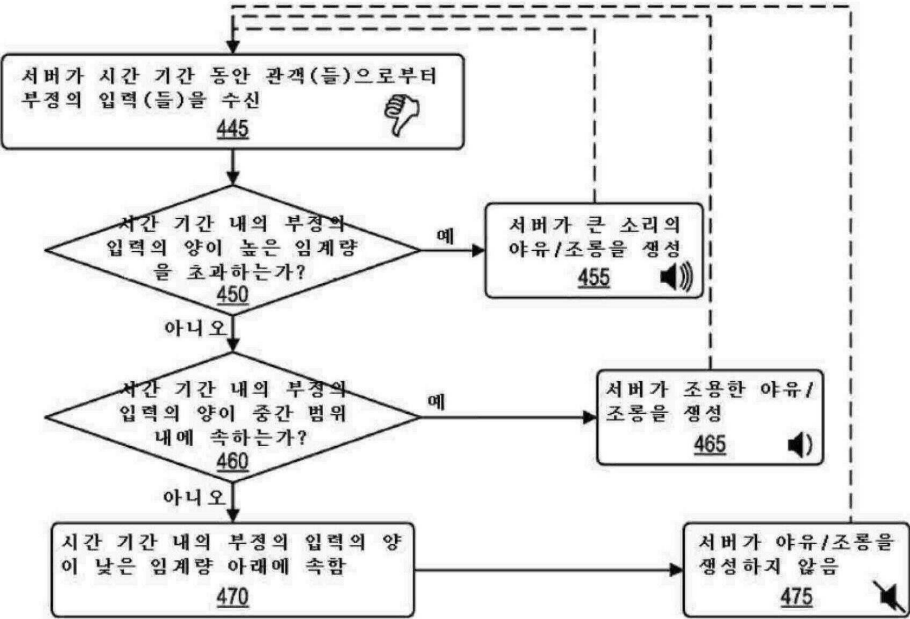 서버가 시간 기간 동안 관객(들)으로부터
부정의 입력(들)을 수신
445
시간 기간 내의 부정의
입력의 양이 높은 임계량
을 초과하는가?
450
예
서버가 큰 소리의
야유/조롱을 생성
455
아니오
시간 기간 내의 부정의
입력의 양이 중간 범위
내에 속하는가?
460
예
서버가 조용한 야유/
조롱을 생성
465
아니오
시간 기간 내의 부정의 입력의 양
이 낮은 임계량 아래에 속함
470
서버가 야유/조롱을
생성하지 않음
475